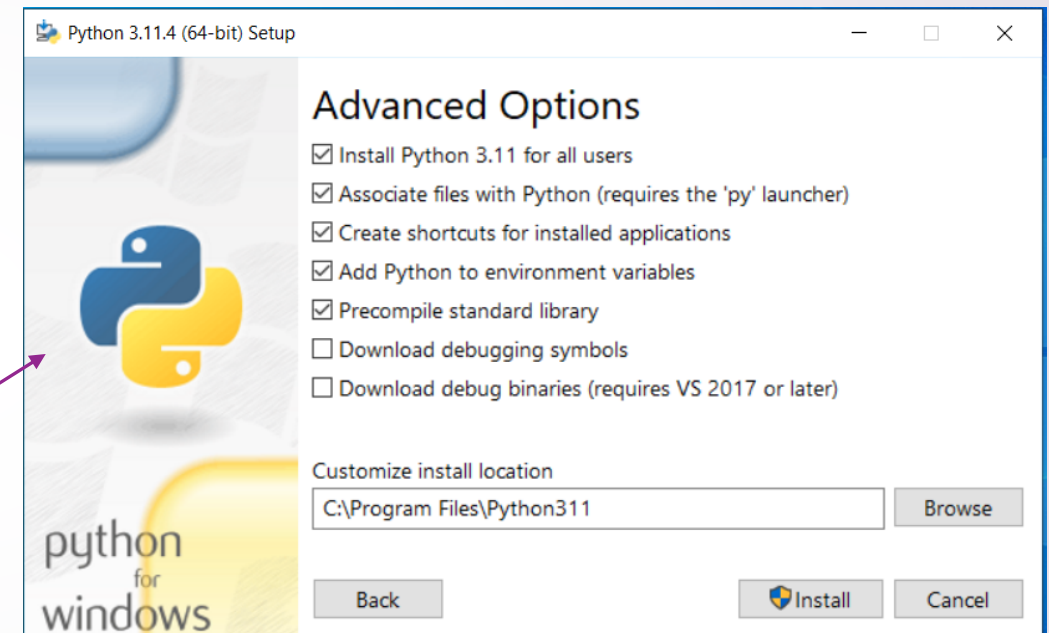 Python 3.11.4 (64-bit) Setup
Advanced Options
Install Python 3.11 for all users
Associate files with Python (requires the 'py' launcher)
Create shortcuts for installed applications
Add Python to environment variables
Precompile standard library
Download debugging symbols
Download debug binaries (requires VS 2017 or later)
Customize install location
C:\Program Files\Python311
Browse
python
for
windows
Back
Install
Cancel